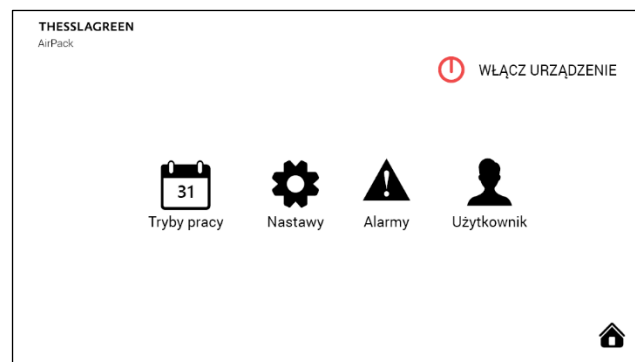 THESSLAGREEN
AirPack
WŁĄCZ URZĄDZENIE
31
Tryby pracy
Nastawy
Alarmy
Użytkownik